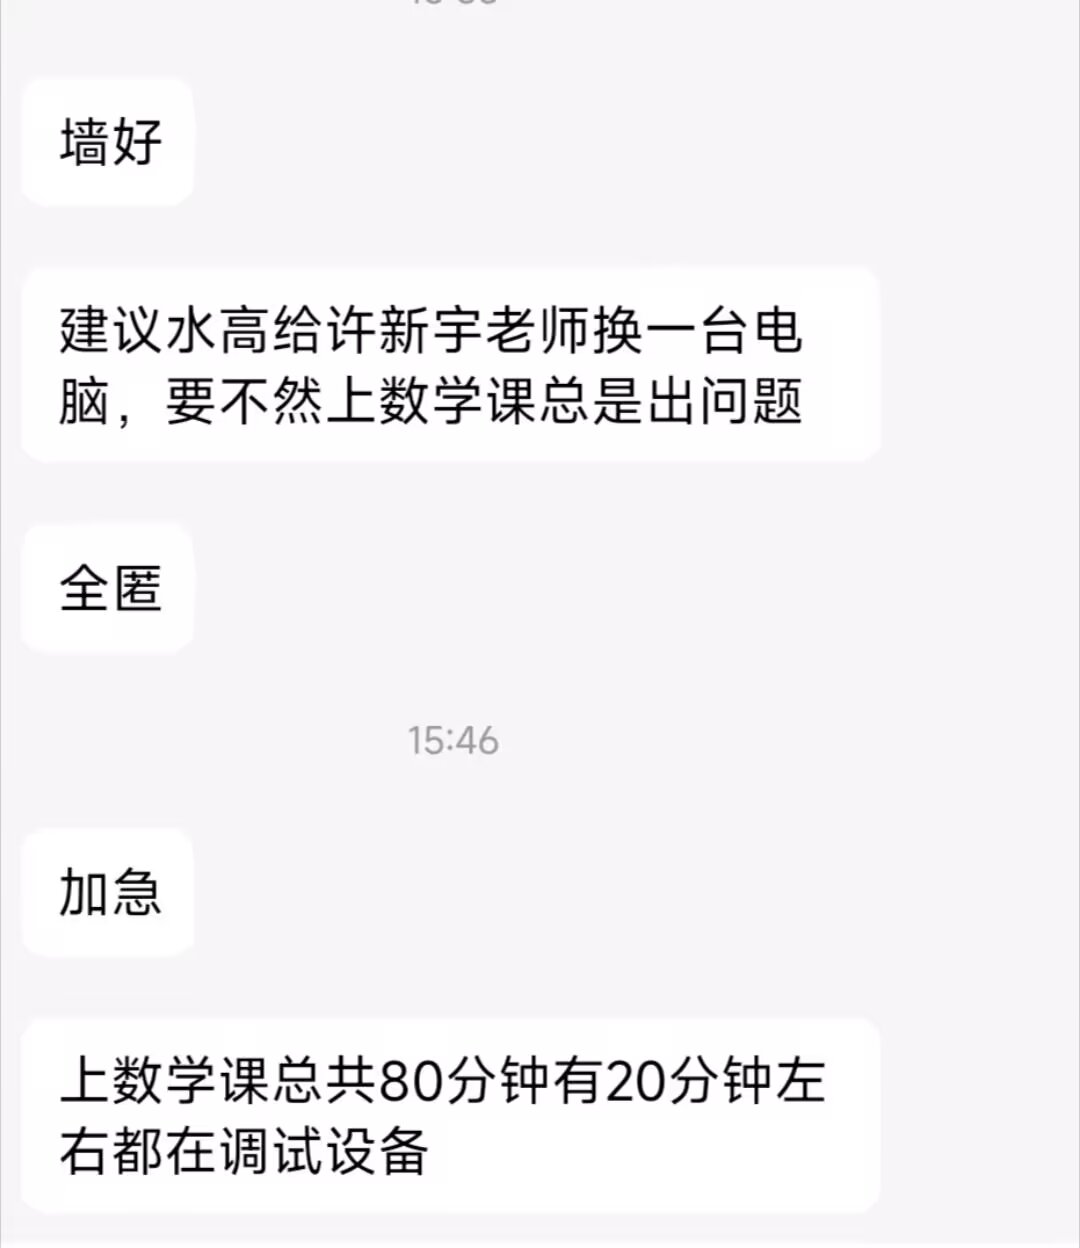 墙好
建议水高给许新宇老师换一台电
脑，要不然上数学课总是出问题
全匿
15:46
加急
上数学课总共80分钟有20分钟左
右都在调试设备